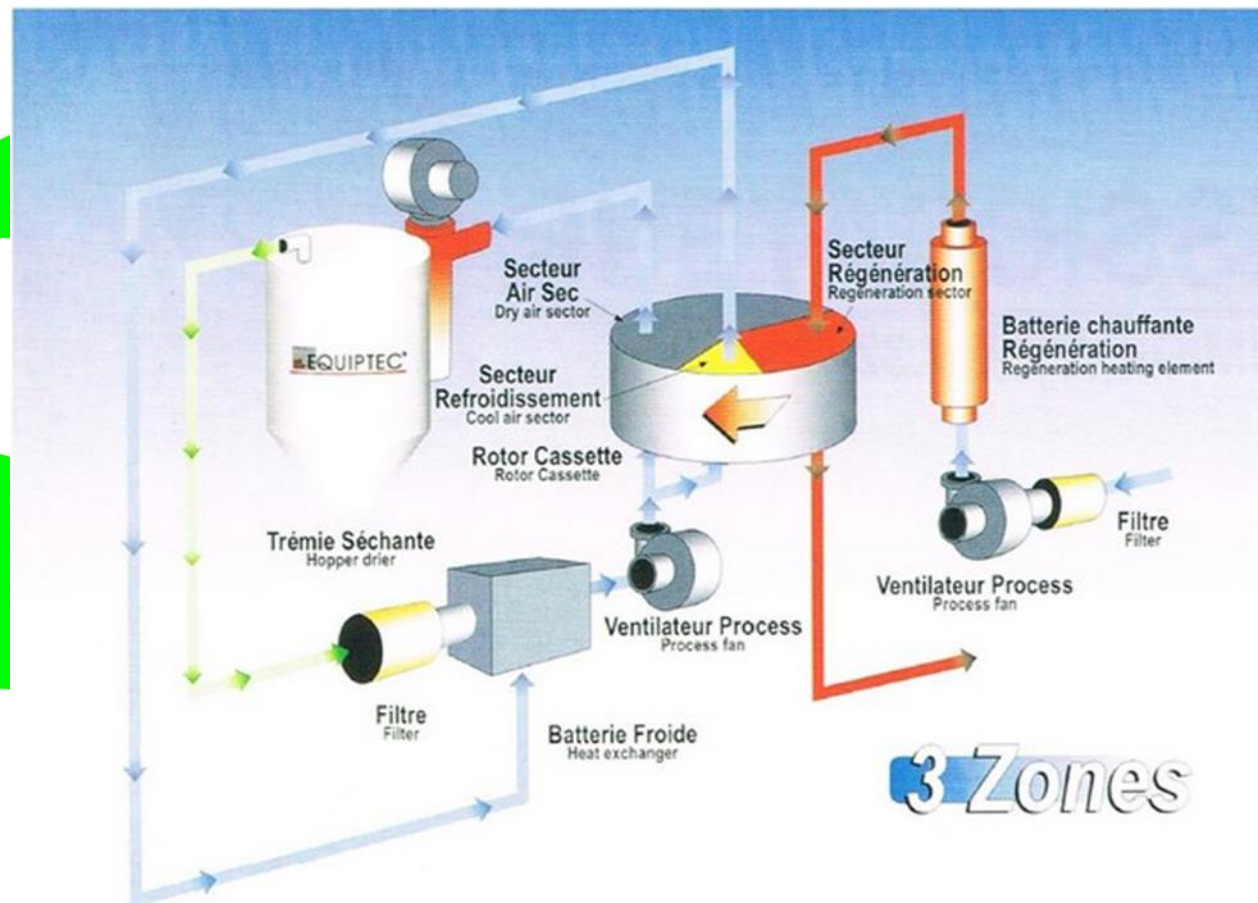 Secteur
Air Sec
Dry air sector
Secteur
Régénération
Regéneration sector
EQUIPTEC
Batterie chauffante
Régénération
Regéneration heating element
Secteur
Refroidissement
Cool air sector
Rotor Cassette
Rotor Cassette
Trémie Séchante
Hopper drier
Filtre
Filter
Ventilateur Process
Process fan
Ventilateur Process
Process fan
Filtre
Filter
Batterie Froide
Heat exchanger
3 Zones